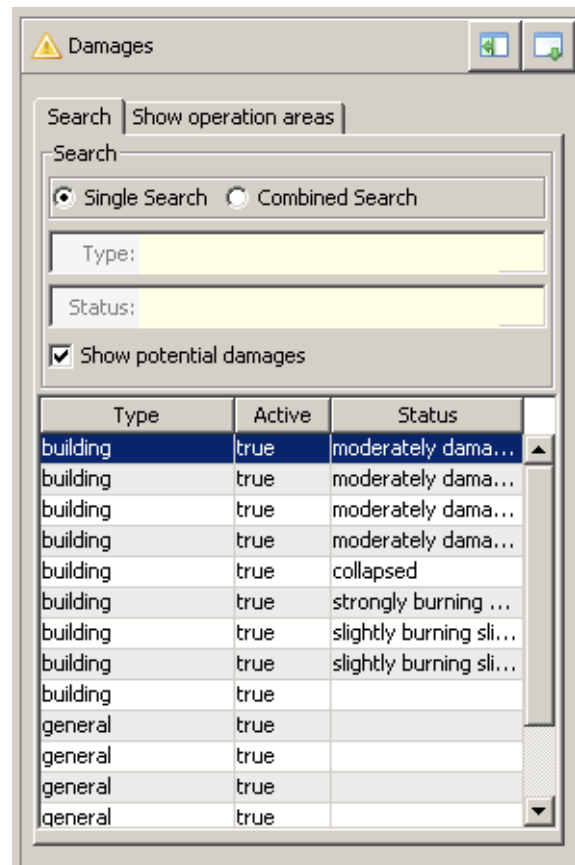 Damages
Search Show operation areas
Search
Single Search Combined Search
Type:
Status:
Show potential damages
Type Active Status
building true moderately dama...
building true moderately dama...
building true moderately dama...
building true moderately dama...
building true collapsed
building true strongly burning ...
building true slightly burning sli...
building true slightly burning sli...
building true
general true
general true
general true
general true